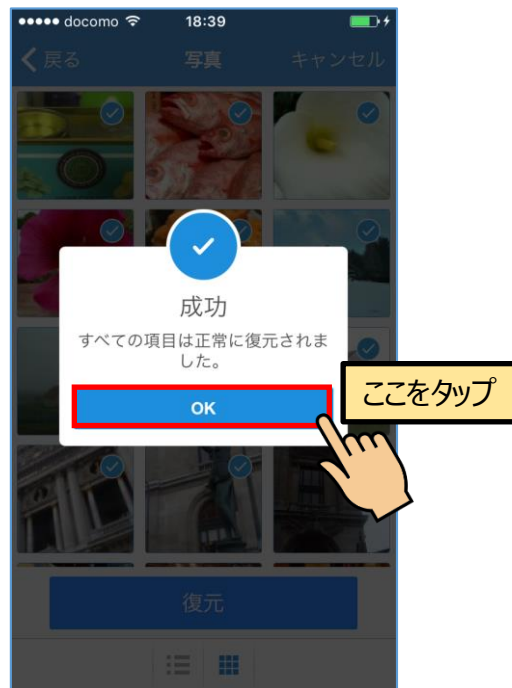 docomo 18:39
戻る 写真 キャンセル
成功
すべての項目は正常に復元されま
した。
OK
ここをタップ
復元